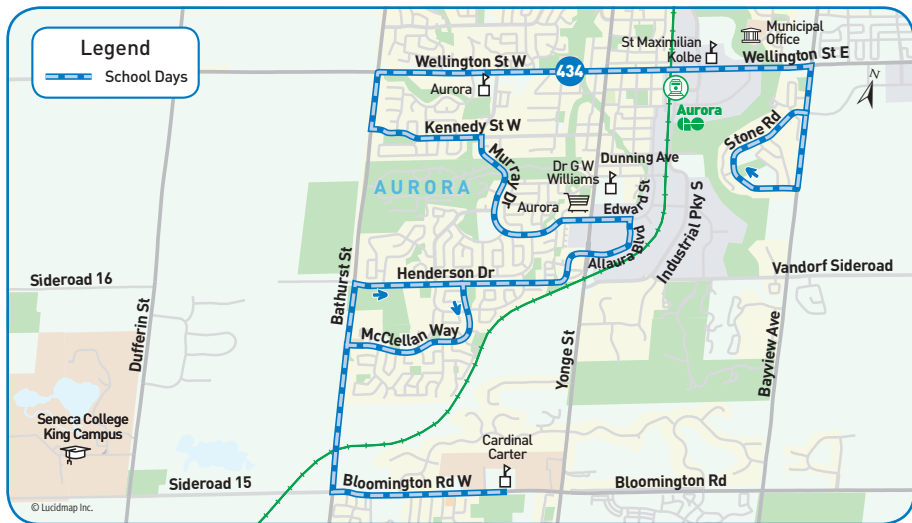 Legend
School Days
Wellington St W
434
St Maximilian
Kolbe
Municipal
Office
Wellington St E
N
Aurora
Aurora
GO
Stone Rd
Kennedy St W
Murray Dr
Dr G W
Williams
Dunning Ave
AURORA
Aurora
Edward St
Industrial Pky S
Allaura Blvd
Bathurst St
Henderson Dr
Sideroad 16
Vandorf Sideroad
Dufferin St
McClellan Way
Yonge St
Bayview Ave
Seneca College
King Campus
Cardinal
Carter
Sideroad 15
Bloomington Rd W
Bloomington Rd
© Lucidmap Inc.